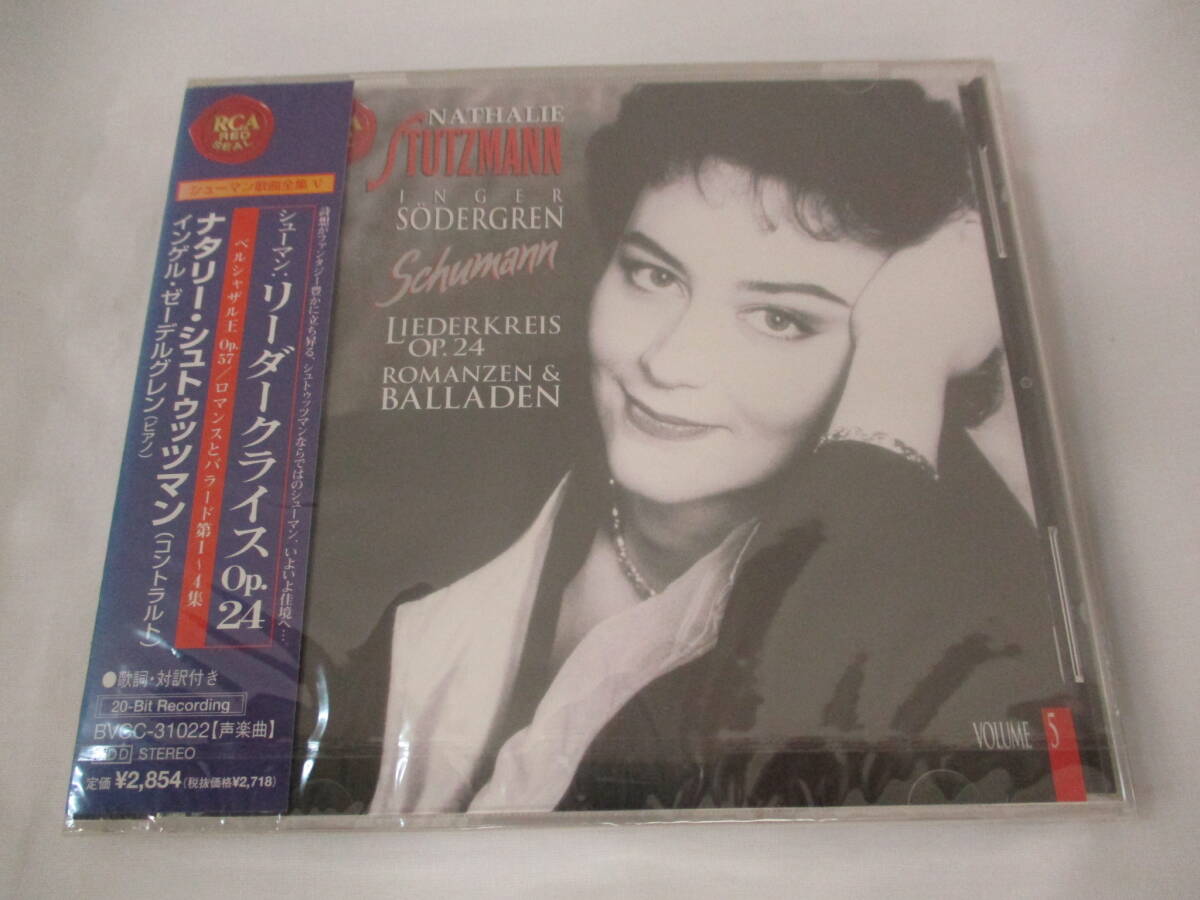 RCA
RED
SEAL
シューマン歌曲全集 V
詩想がファンタジー豊かに立ち昇る、シュトゥッツマンならではのシューマン、いよいよ佳境へ…
シューマン:リーダークライス Op.24
ベルシャザル王 Op.57/ロマンスとバラード第1〜4集
ナタリー・シュトゥッツマン(コントラルト)
インゲル・ゼーデルグレン(ピアノ)
●歌詞・対訳付き
20-Bit Recording
BVCC-31022【声楽曲】
DDD STEREO
定価 ¥2,854(税抜価格¥2,718)
NATHALIE
STUTZMANN
INGER
SÖDERGREN
Schumann
LIEDERKREIS
OP. 24
ROMANZEN &
BALLADEN
VOLUME 5